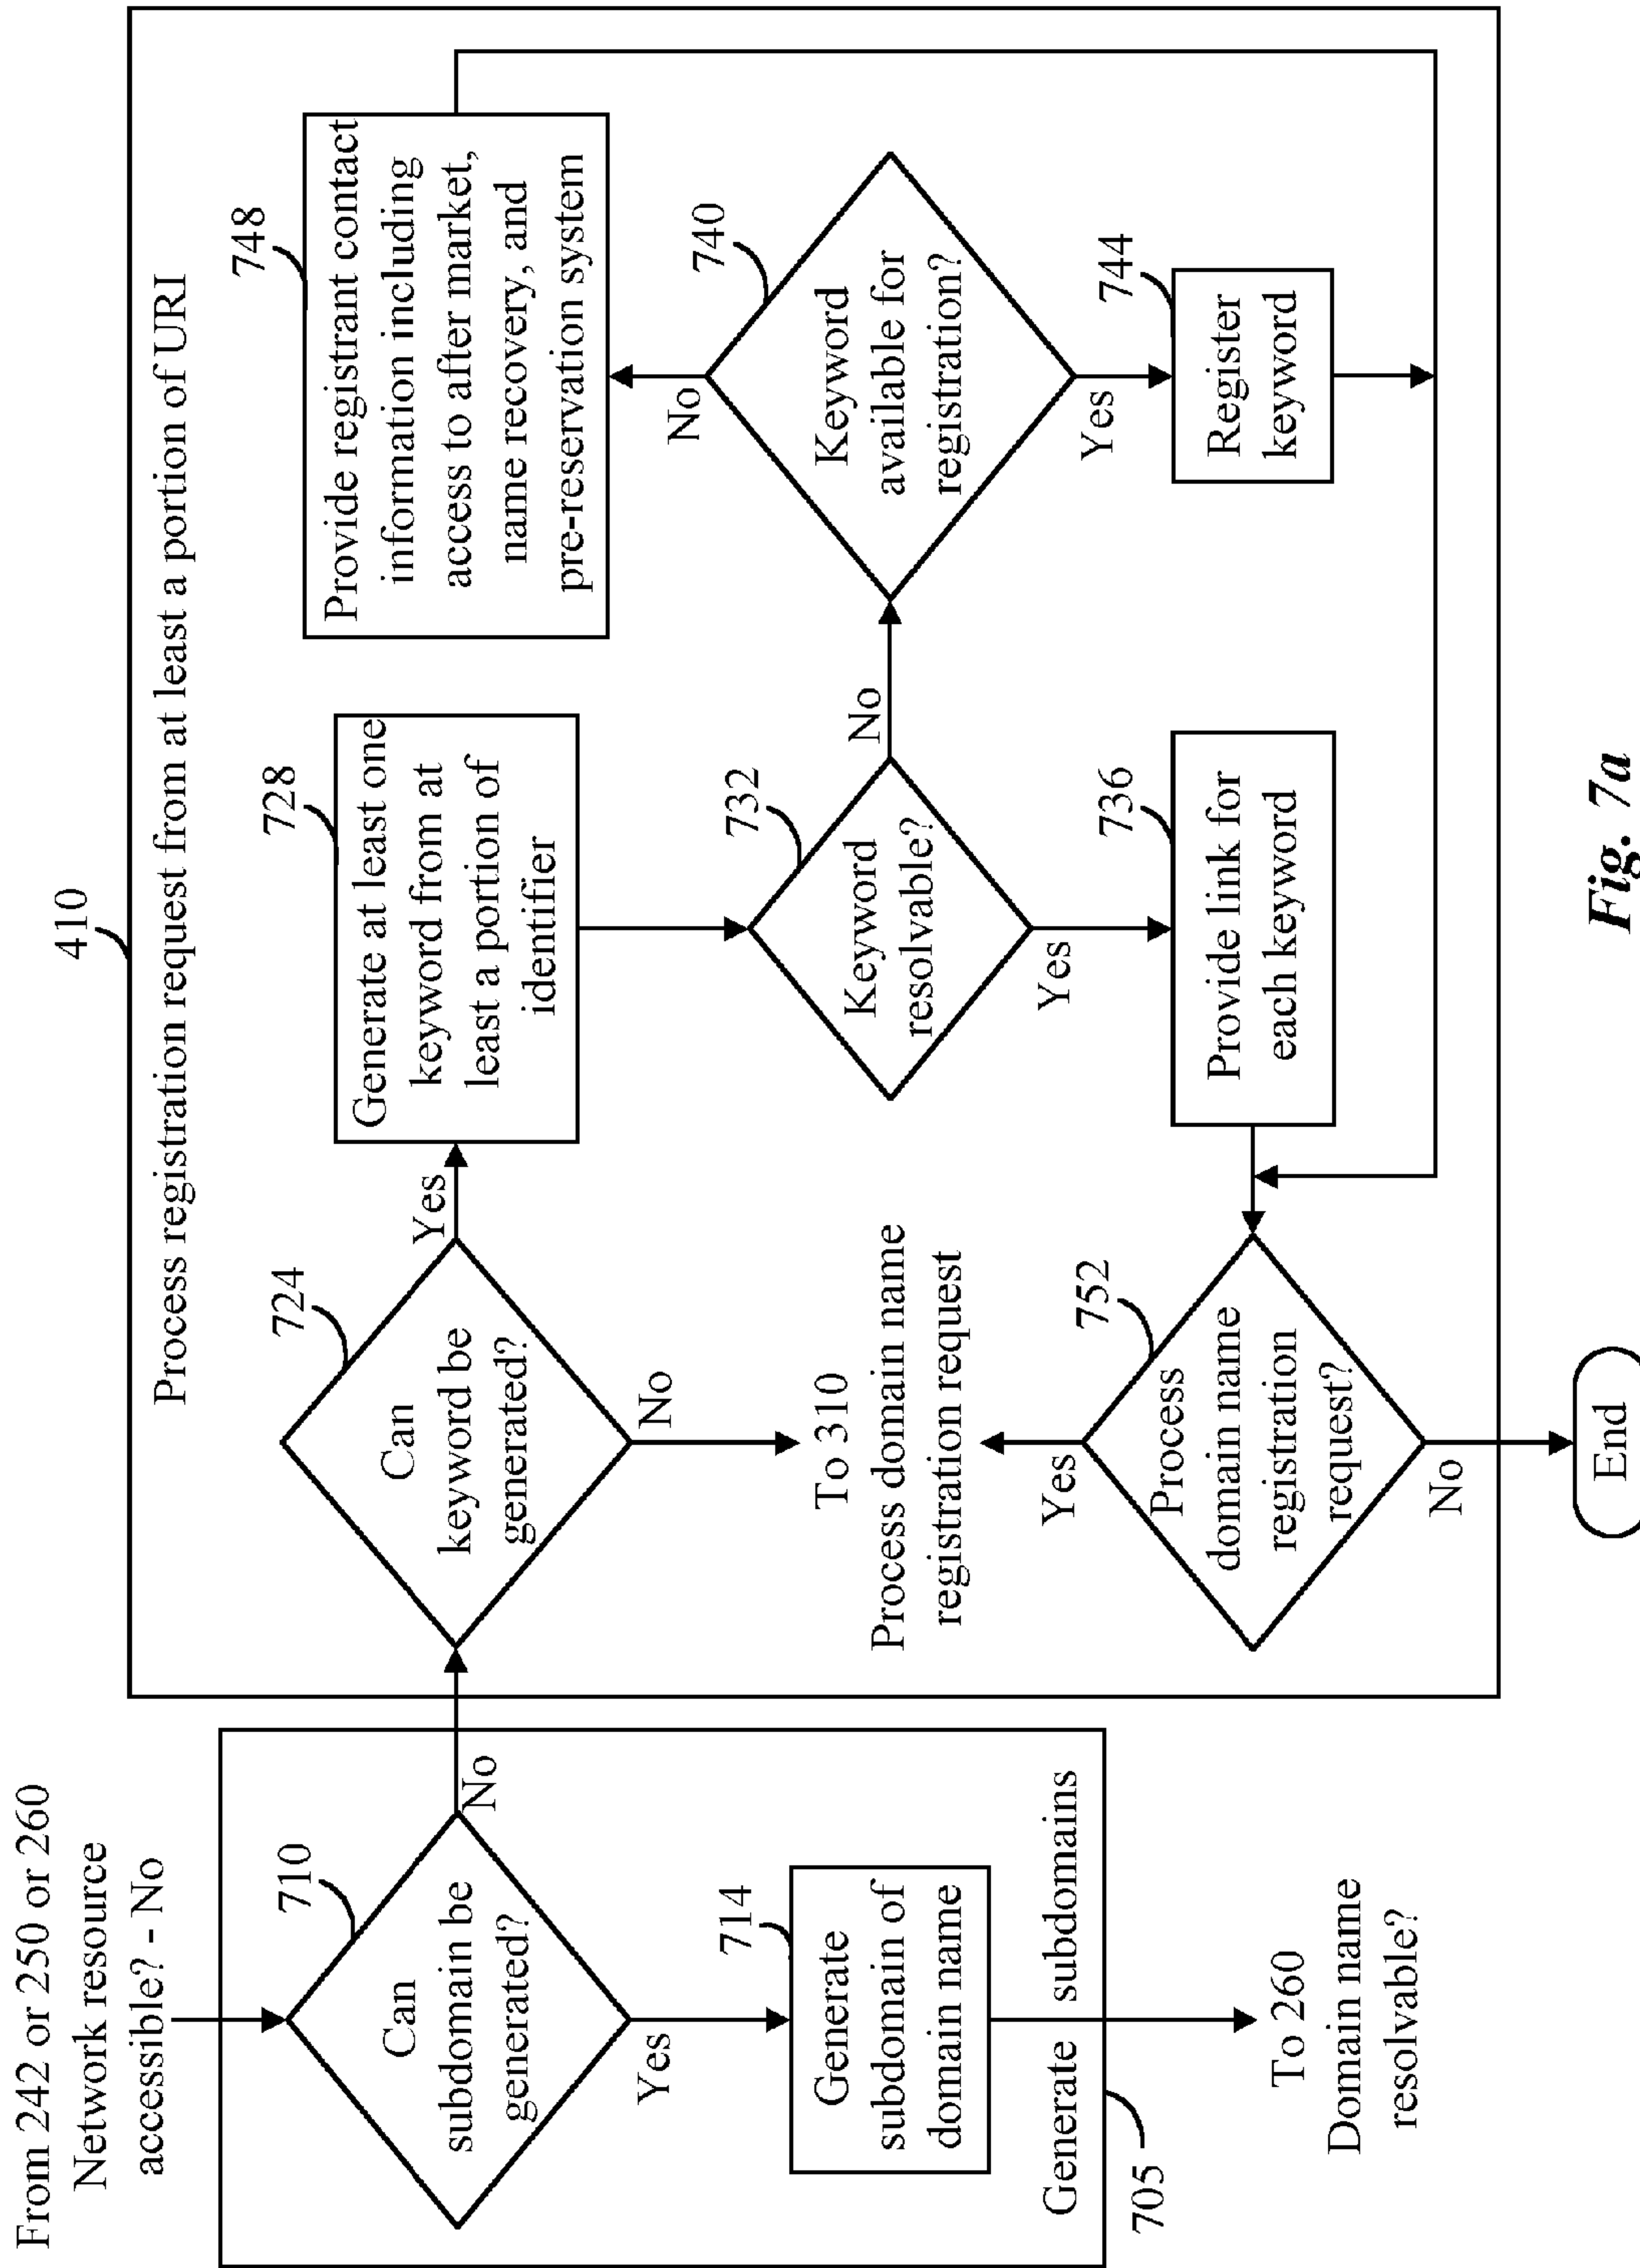 From 242 or 250 or 260
Network resource
accessible? - No
710
Can
subdomain be
generated?
No
Yes
714
Generate
subdomain of
domain name
Generate subdomains
705
To 260
Domain name
resolvable?
410
Process registration request from at least a portion of URI
724
Can
keyword be
generated?
Yes
No
To 310
Process domain name
registration request
728
Generate at least one
keyword from at
least a portion of
identifier
732
Keyword
resolvable?
No
Yes
736
Provide link for
each keyword
748
Provide registrant contact
information including
access to after market,
name recovery, and
pre-reservation system
740
No
Keyword
available for
registration?
Yes
744
Register
keyword
752
Yes
Process
domain name
registration
request?
No
End
Fig. 7a